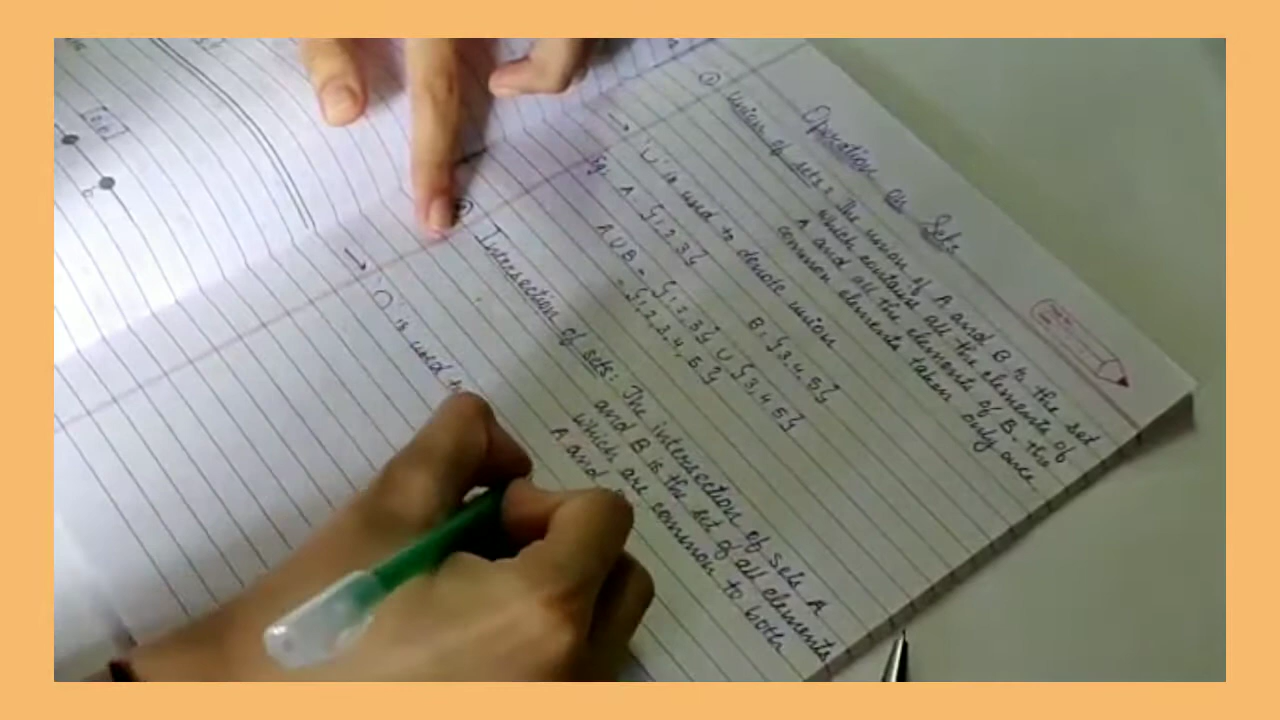 Operation on Sets
① Union of sets: The union of A and B is the set
which contains all the elements of
A and all the elements of B. the
common elements taken only once
→ '∪' is used to denote union
Eg: A = {1, 2, 3} B = {3, 4, 5}
A ∪ B = {1, 2, 3} ∪ {3, 4, 5}
= {1, 2, 3, 4, 5}
② Intersection of sets: The intersection of sets A
and B is the set of all elements
which are common to both
A and
→ '∩' is used to